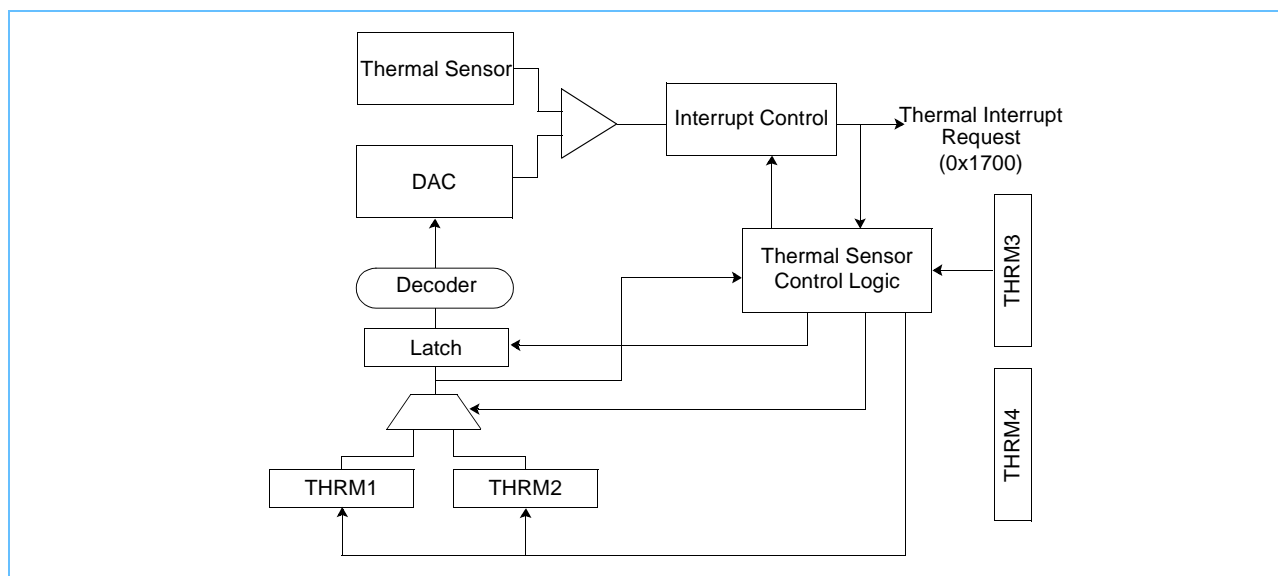 Thermal Sensor
Interrupt Control
Thermal Interrupt
Request
(0x1700)
DAC
Thermal Sensor
Control Logic
THRM3
Decoder
Latch
THRM4
THRM1
THRM2